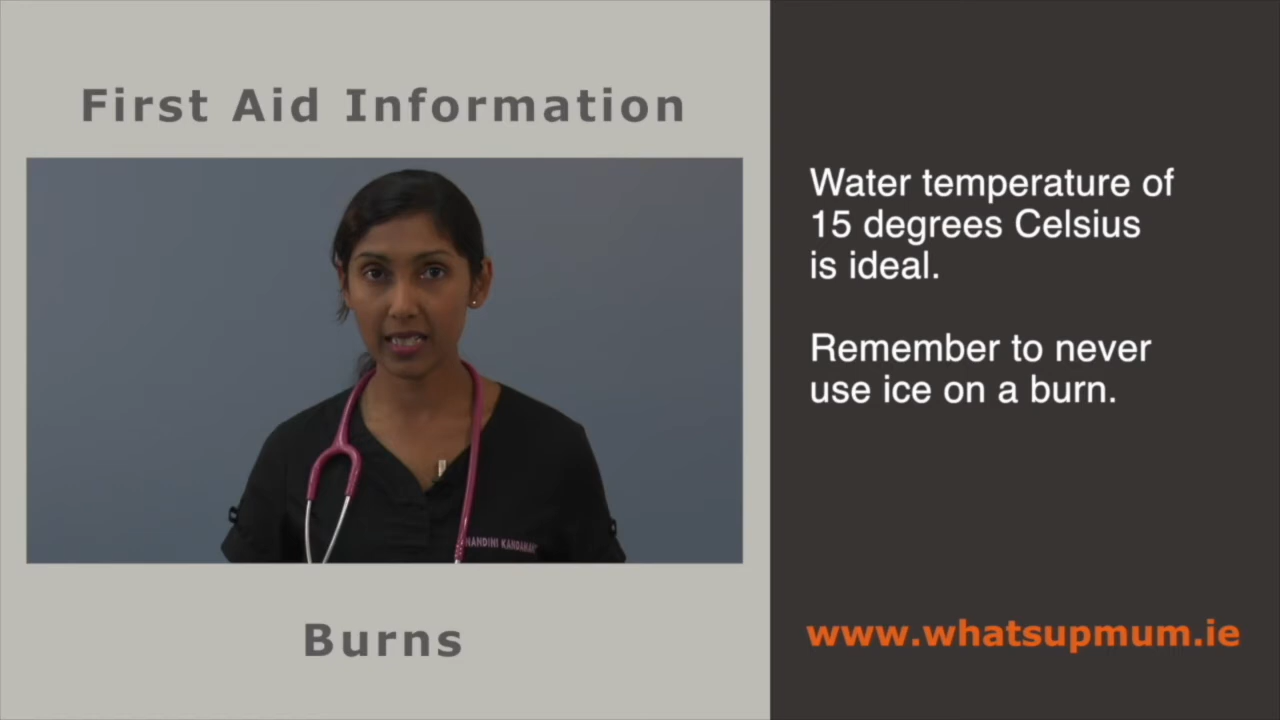 First Aid Information
Water temperature of
15 degrees Celsius
is ideal.
Remember to never
use ice on a burn.
Burns
www.whatsupmum.ie